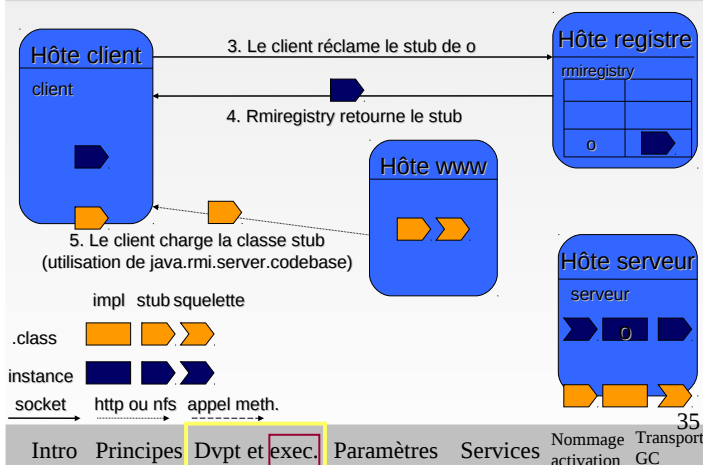 Hôte client
3. Le client réclame le stub de o
Hôte registre
client
rmiregistry
4. Rmiregistry retourne le stub
o
Hôte www
5. Le client charge la classe stub
(utilisation de java.rmi.server.codebase)
Hôte serveur
serveur
impl stub squelette
.class
o
instance
socket http ou nfs appel meth.
35
Intro Principes Dvpt et exec. Paramètres Services Nommage activation Transport GC